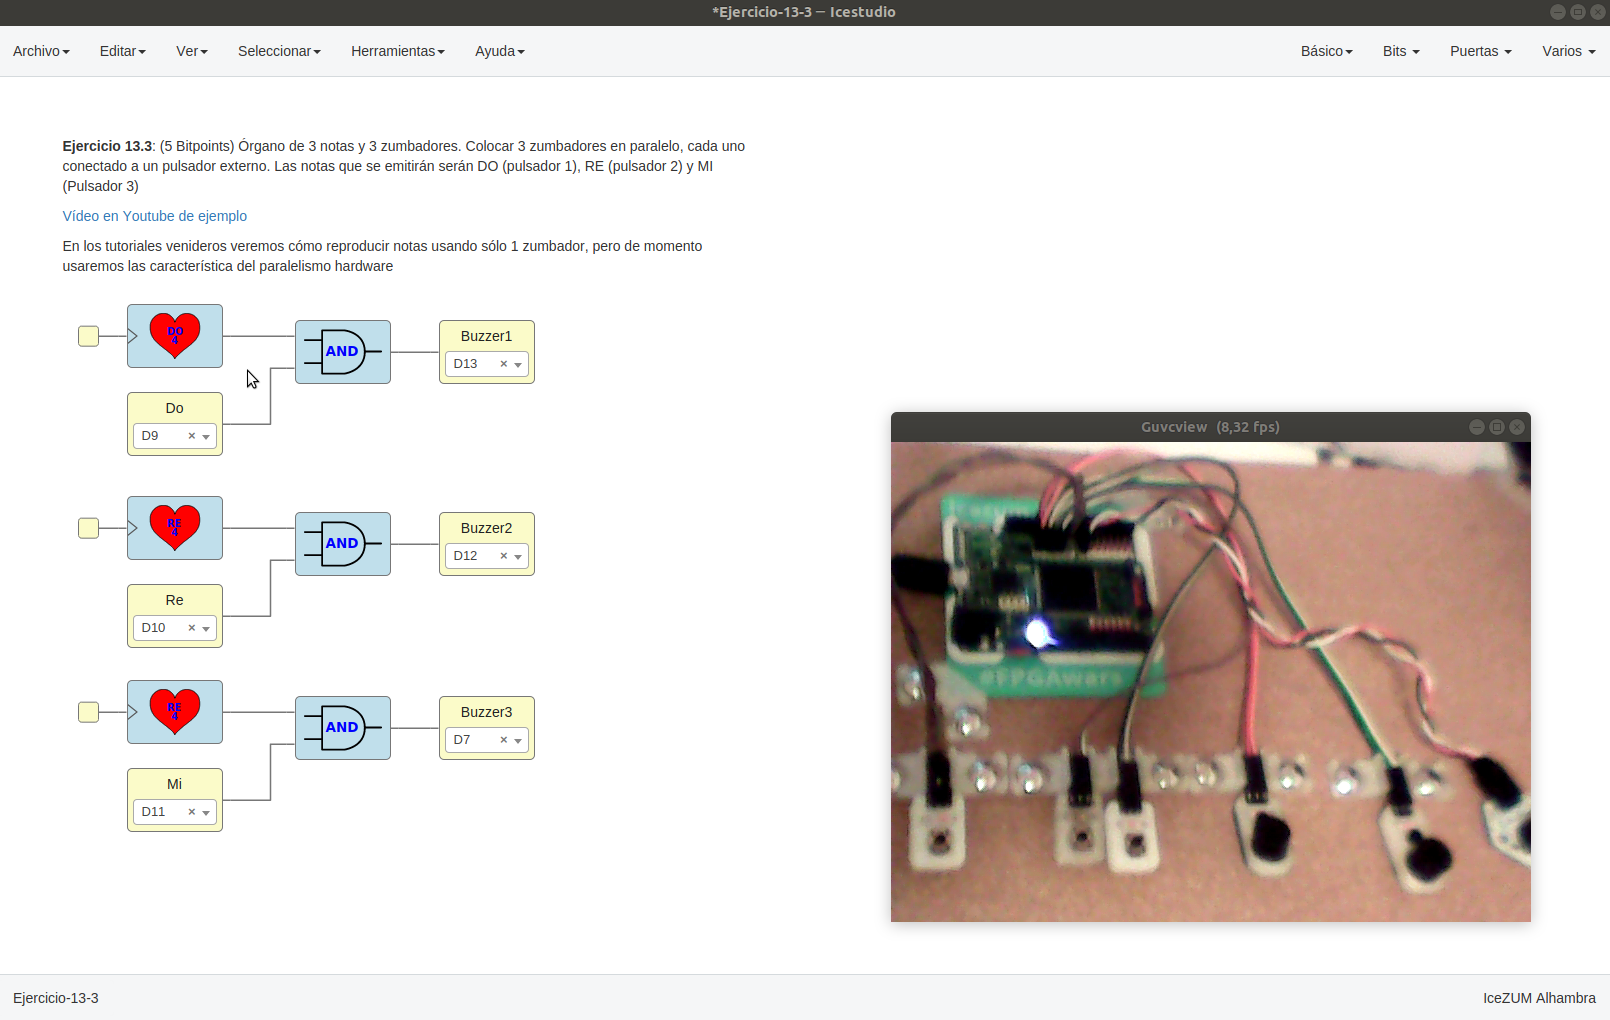 *Ejercicio-13-3 — Icestudio
Archivo Editar Ver Seleccionar Herramientas Ayuda Básico Bits Puertas Varios
Ejercicio 13.3: (5 Bitpoints) Órgano de 3 notas y 3 zumbadores. Colocar 3 zumbadores en paralelo, cada uno
conectado a un pulsador externo. Las notas que se emitirán serán DO (pulsador 1), RE (pulsador 2) y MI
(Pulsador 3)
Vídeo en Youtube de ejemplo
En los tutoriales venideros veremos cómo reproducir notas usando sólo 1 zumbador, pero de momento
usaremos las característica del paralelismo hardware
DO
4
AND
Buzzer1
D13
Do
D9
RE
4
AND
Buzzer2
D12
Re
D10
RE
4
AND
Buzzer3
D7
Mi
D11
Guvcview (8,32 fps)
#FPGAwars
Ejercicio-13-3
IceZUM Alhambra